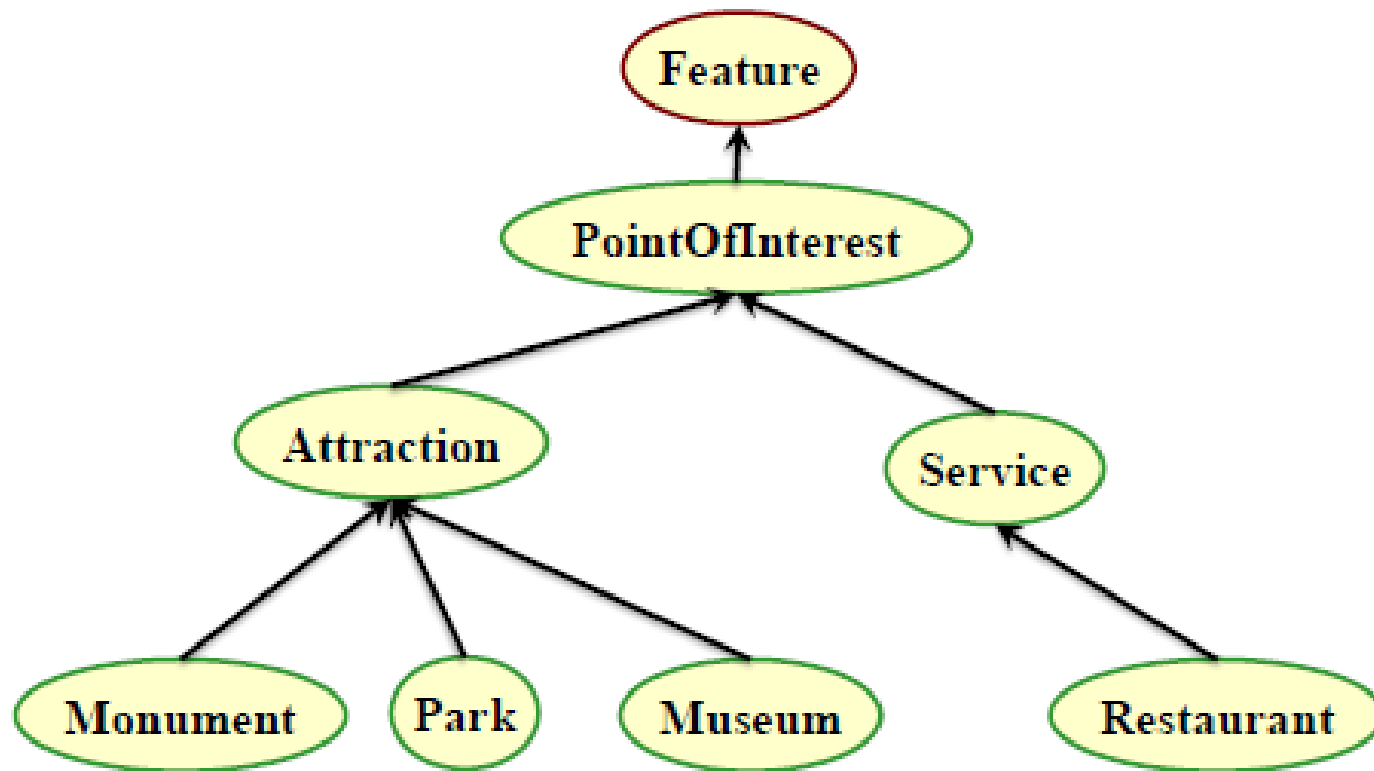 Feature
PointOfInterest
Attraction
Service
Monument
Park
Museum
Restaurant